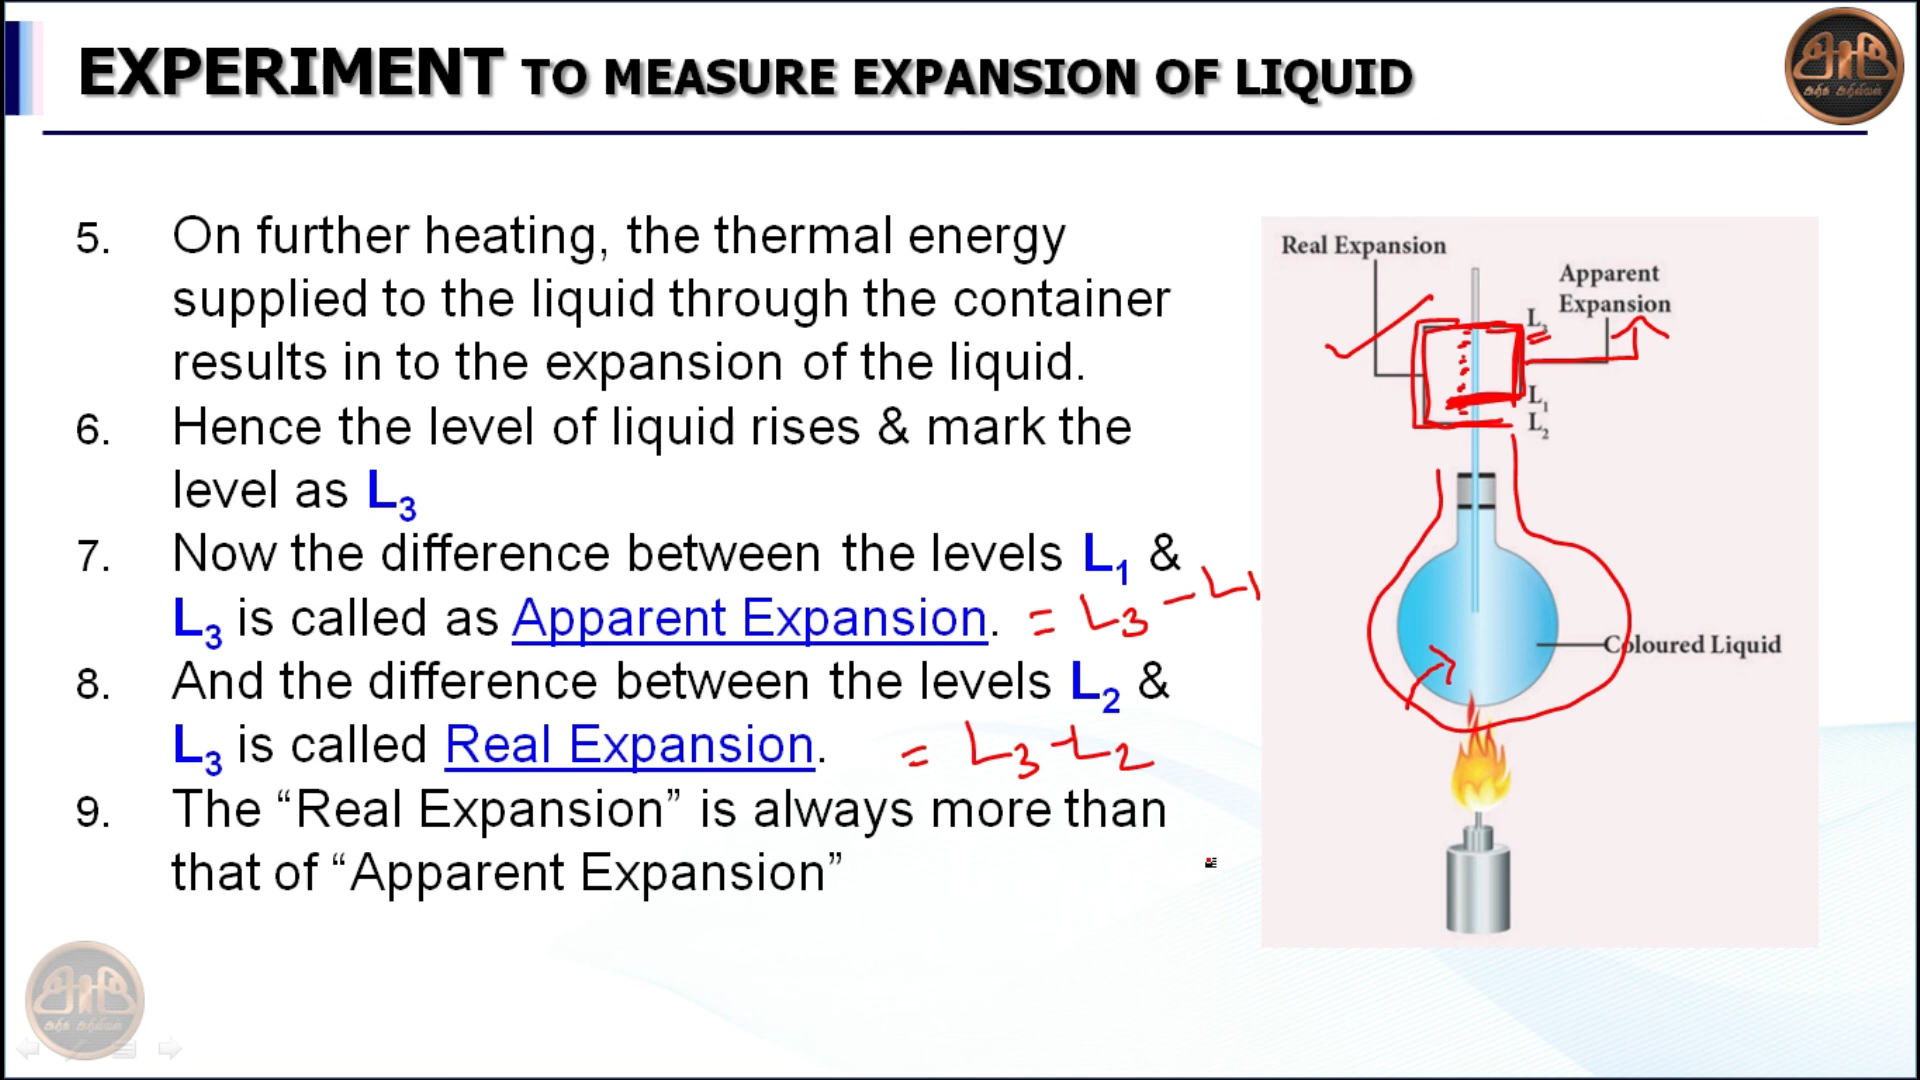 EXPERIMENT TO MEASURE EXPANSION OF LIQUID
5. On further heating, the thermal energy
supplied to the liquid through the container
results in to the expansion of the liquid.
6. Hence the level of liquid rises & mark the
level as L₃
7. Now the difference between the levels L₁ &
L₃ is called as Apparent Expansion. = L₃ - L₁
8. And the difference between the levels L₂ &
L₃ is called Real Expansion. = L₃ - L₂
9. The “Real Expansion” is always more than
that of “Apparent Expansion”
Real Expansion
Apparent
Expansion
L₃
L₁
L₂
Coloured Liquid